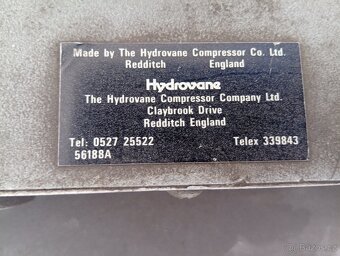 Made by The Hydrovane Compressor Co. Ltd.
Redditch England
Hydrovane
The Hydrovane Compressor Company Ltd.
Claybrook Drive
Redditch England
Tel: 0527 25522 Telex 339843
56188A